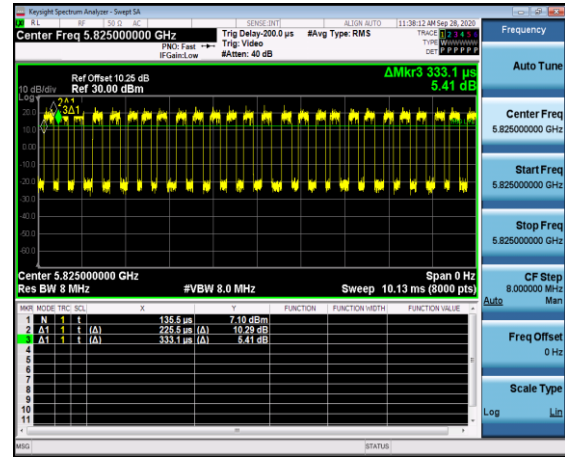 Keysight Spectrum Analyzer - Swept SA
RL RF 50 Ω AC SENSE:INT ALIGN AUTO 11:38:12 AM Sep 28, 2020
Center Freq 5.825000000 GHz
PNO: Fast
IFGain:Low
Trig Delay-200.0 µs
Trig: Video
#Atten: 40 dB
#Avg Type: RMS
TRACE 1 2 3 4 5 6
TYPE WWWWWW
DET P P P P P P
Frequency
Auto Tune
Center Freq
5.825000000 GHz
Start Freq
5.825000000 GHz
Stop Freq
5.825000000 GHz
CF Step
8.000000 MHz
Auto Man
Freq Offset
0 Hz
Scale Type
Log Lin
ΔMkr3 333.1 µs
5.41 dB
Ref Offset 10.25 dB
10 dB/div Ref 30.00 dBm
Log
2Δ1
3Δ1
20.0
10.0
0.00
-10.0
-20.0
-30.0
-40.0
-50.0
-60.0
Center 5.825000000 GHz Span 0 Hz
Res BW 8 MHz #VBW 8.0 MHz Sweep 10.13 ms (8000 pts)
MKR MODE TRC SCL X Y FUNCTION FUNCTION WIDTH FUNCTION VALUE
1 N 1 t 135.5 µs 7.10 dBm
2 Δ1 1 t (Δ) 225.5 µs (Δ) 10.29 dB
3 Δ1 1 t (Δ) 333.1 µs (Δ) 5.41 dB
4
5
6
7
8
9
10
11
MSG STATUS